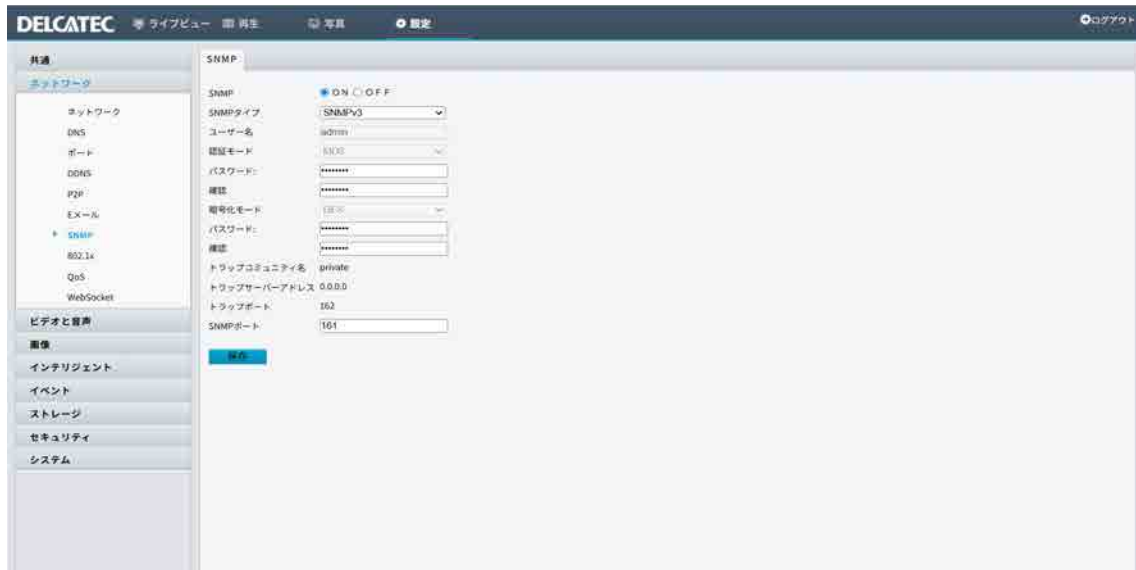 DELCATEC ライブビュー 再生 写真 設定 ログアウト
共通
ネットワーク
ネットワーク
DNS
ポート
DDNS
P2P
Eメール
SNMP
802.1x
QoS
WebSocket
ビデオと音声
画像
インテリジェント
イベント
ストレージ
セキュリティ
システム
SNMP
SNMP ON OFF
SNMPタイプ SNMPv3
ユーザー名 admin
認証モード MD5
パスワード: ••••••••
確認 ••••••••
暗号化モード DES
パスワード: ••••••••
確認 ••••••••
トラップコミュニティ名 private
トラップサーバーアドレス 0.0.0.0
トラップポート 162
SNMPポート 161
保存